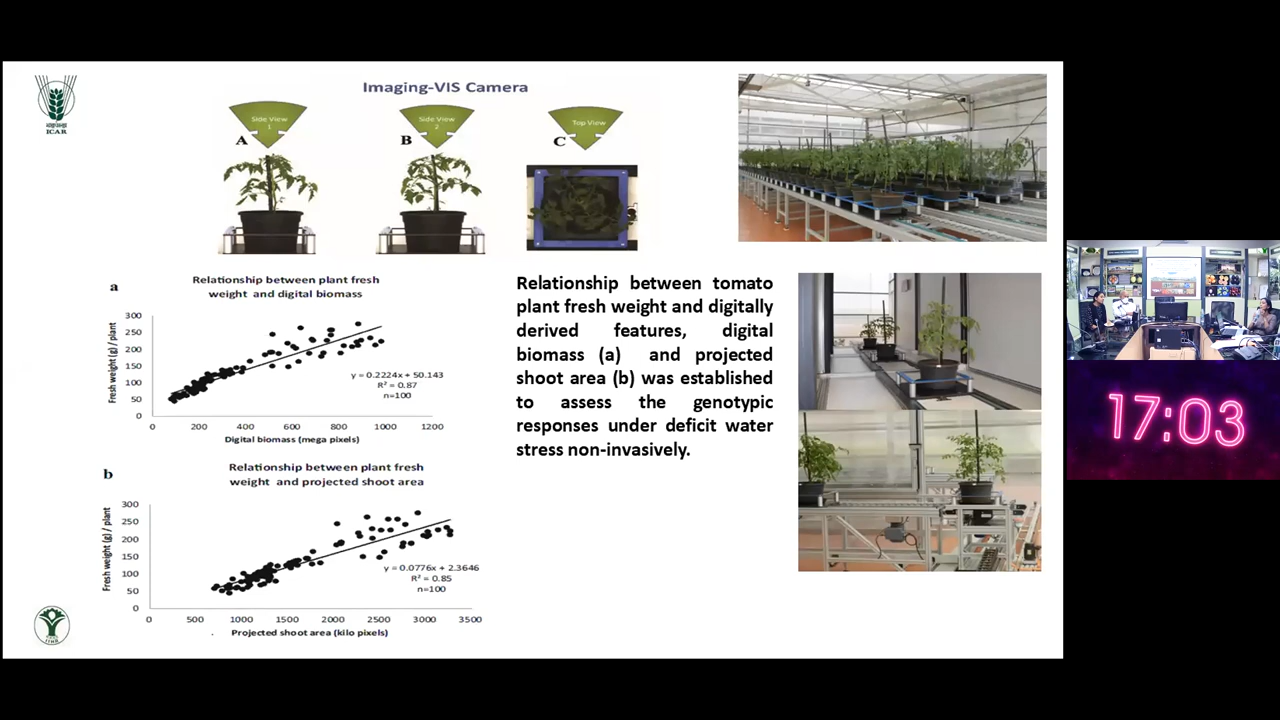 ICAR
Imaging-VIS Camera
Side View
1
A
Side View
2
B
Top View
C
a
Relationship between plant fresh
weight and digital biomass
Fresh weight (g) / plant
300
250
200
150
100
50
0
0
200
400
600
800
1000
1200
y = 0.2224x + 50.143
R² = 0.87
n=100
Digital biomass (mega pixels)
b
Relationship between plant fresh
weight and projected shoot area
Fresh weight (g) / plant
300
250
200
150
100
50
0
0
500
1000
1500
2000
2500
3000
3500
y = 0.0776x + 2.3646
R² = 0.85
n=100
Projected shoot area (kilo pixels)
Relationship between tomato
plant fresh weight and digitally
derived features, digital
biomass (a) and projected
shoot area (b) was established
to assess the genotypic
responses under deficit water
stress non-invasively.
17:03